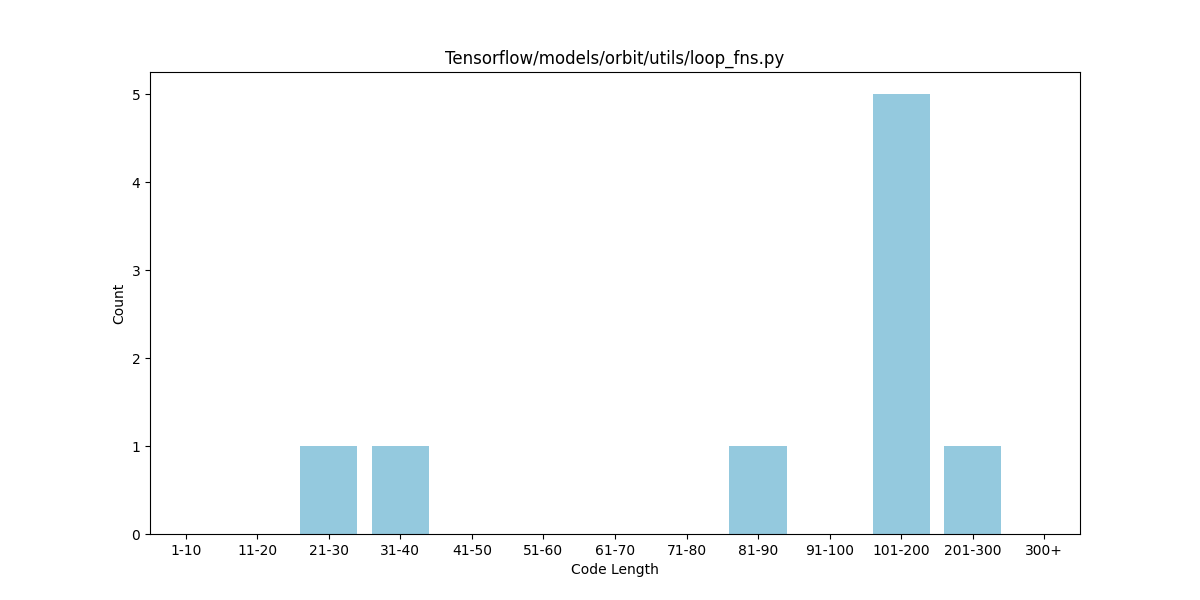 Tensorflow/models/orbit/utils/loop_fns.py
5
4
3
2
1
0
Count
1-10 11-20 21-30 31-40 41-50 51-60 61-70 71-80 81-90 91-100 101-200 201-300 300+
Code Length